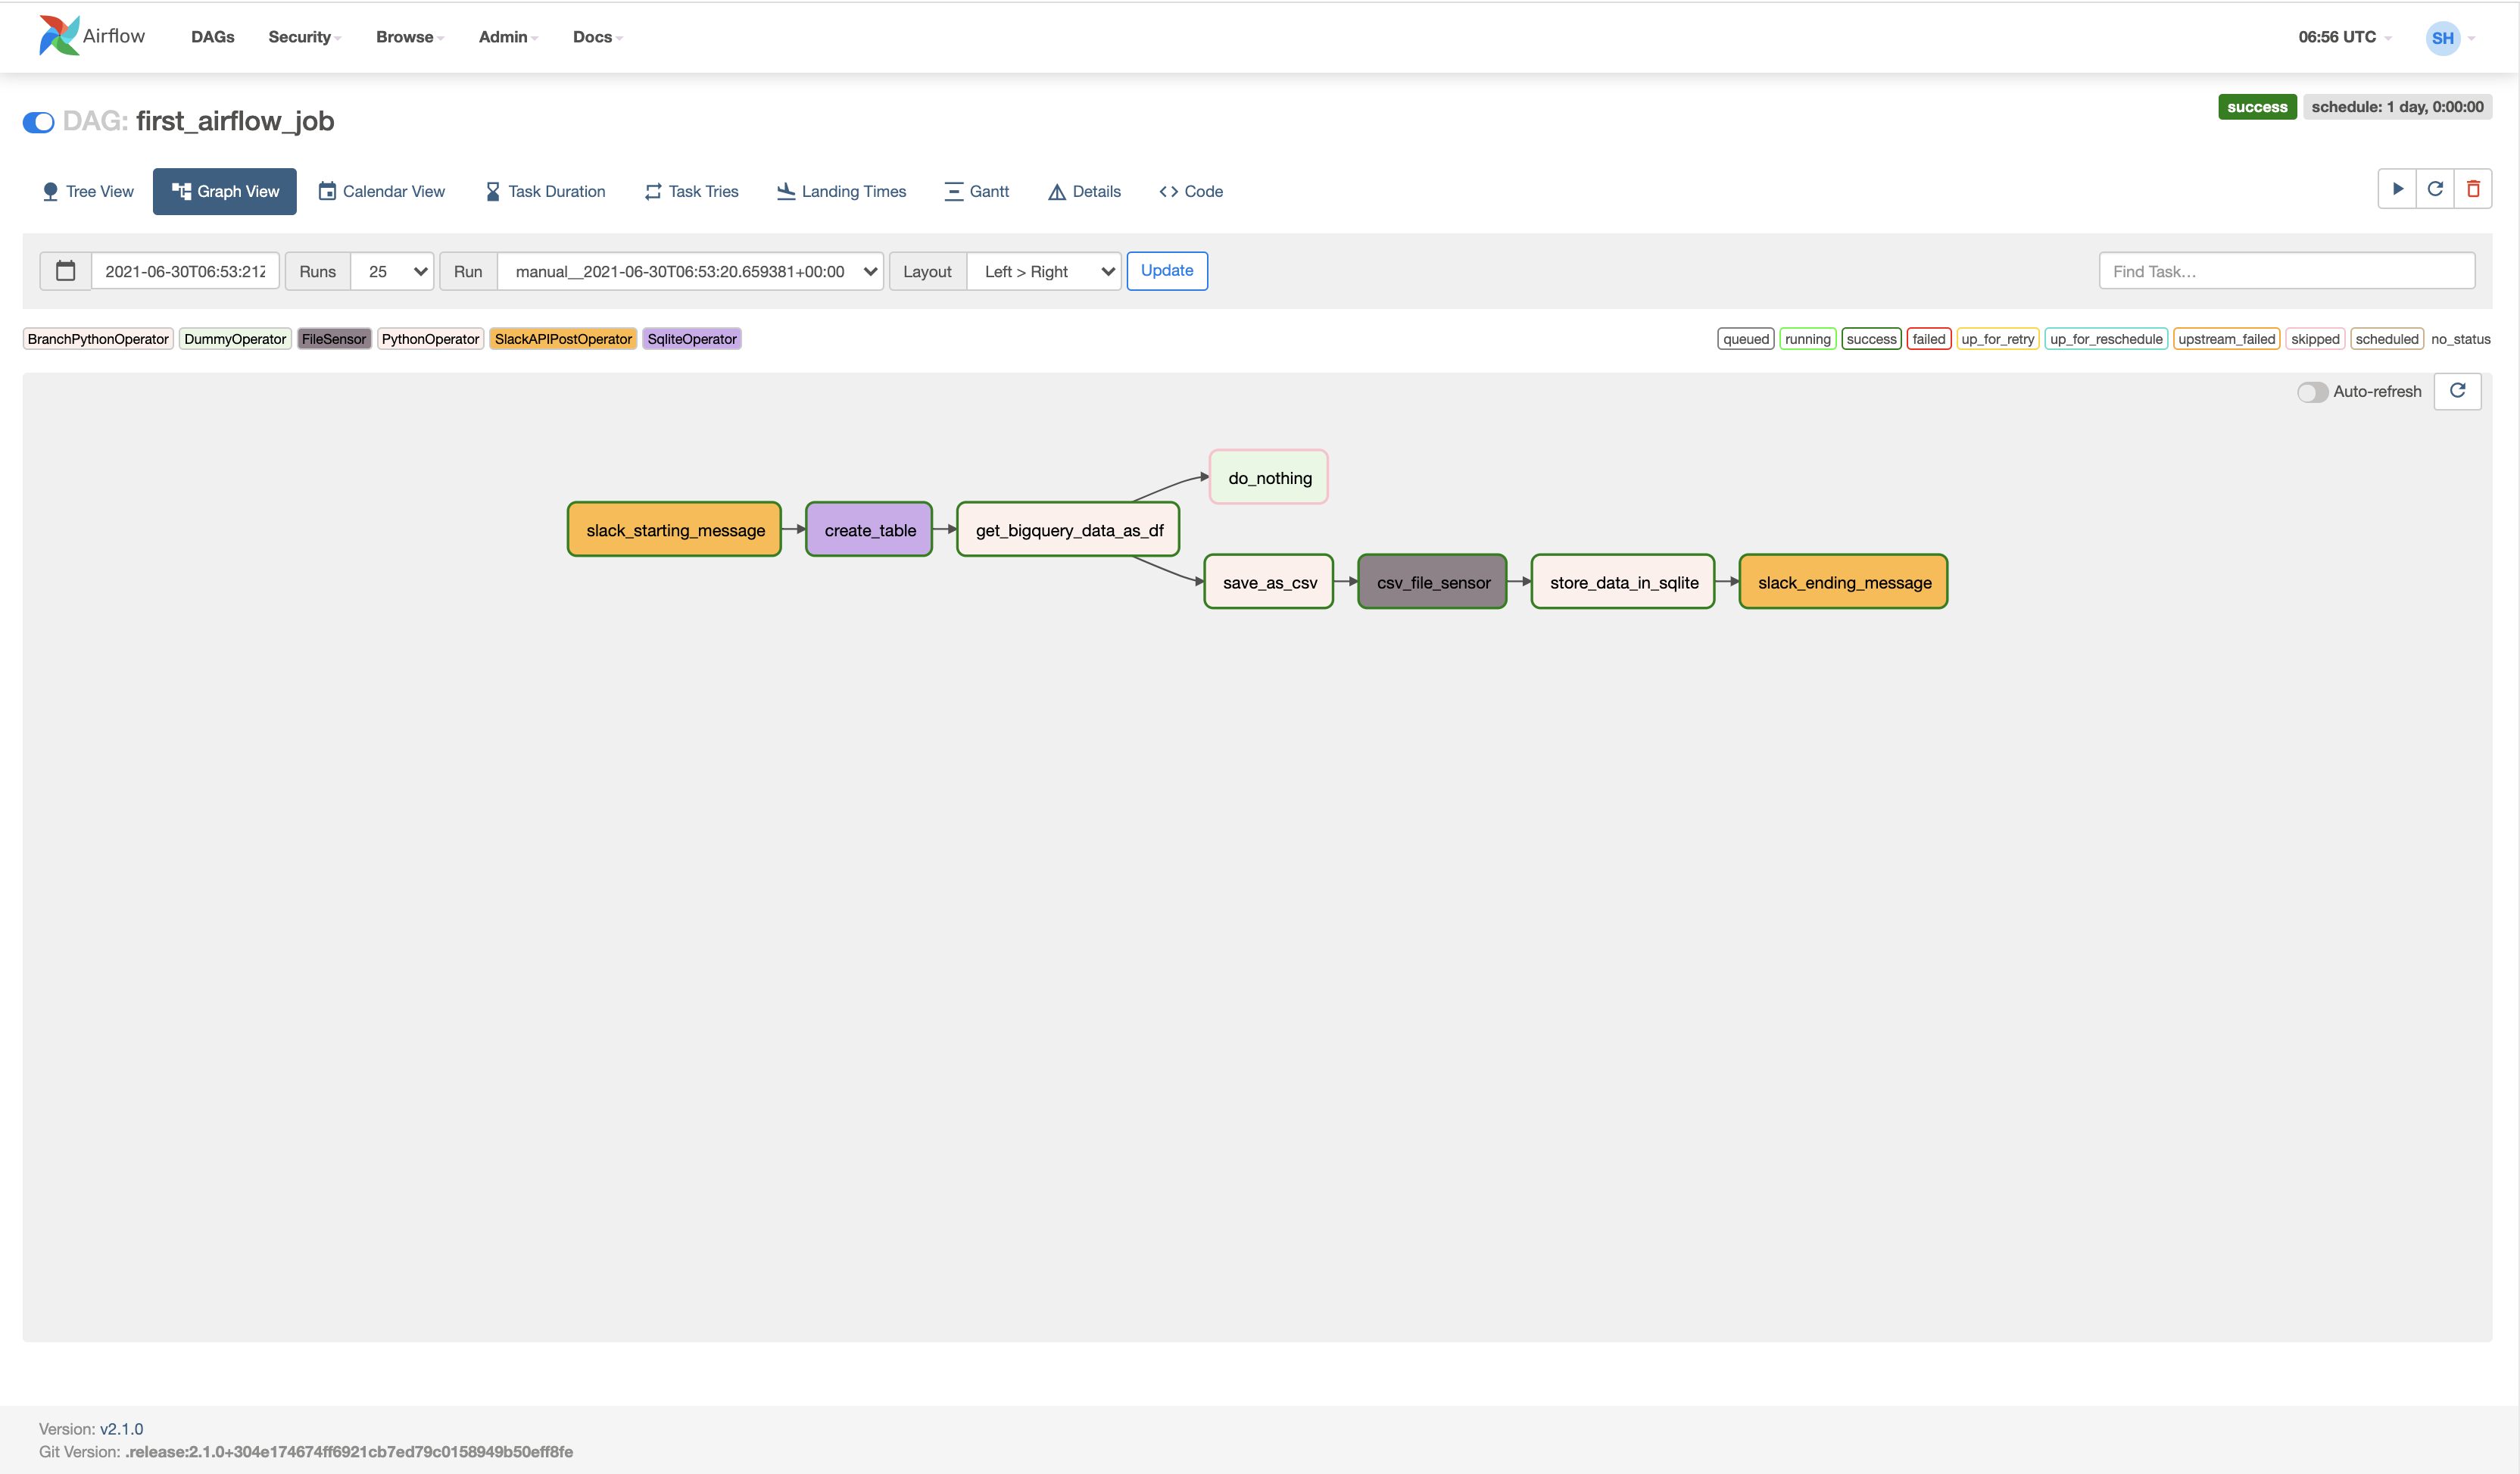 Airflow DAGs Security Browse Admin Docs 06:56 UTC SH
DAG: first_airflow_job success schedule: 1 day, 0:00:00
Tree View Graph View Calendar View Task Duration Task Tries Landing Times Gantt Details Code
2021-06-30T06:53:21Z Runs 25 Run manual__2021-06-30T06:53:20.659381+00:00 Layout Left > Right Update Find Task...
BranchPythonOperator DummyOperator FileSensor PythonOperator SlackAPIPostOperator SqliteOperator queued running success failed up_for_retry up_for_reschedule upstream_failed skipped scheduled no_status
Auto-refresh
do_nothing
slack_starting_message create_table get_bigquery_data_as_df
save_as_csv csv_file_sensor store_data_in_sqlite slack_ending_message
Version: v2.1.0
Git Version: .release:2.1.0+304e174674ff6921cb7ed79c0158949b50eff8fe